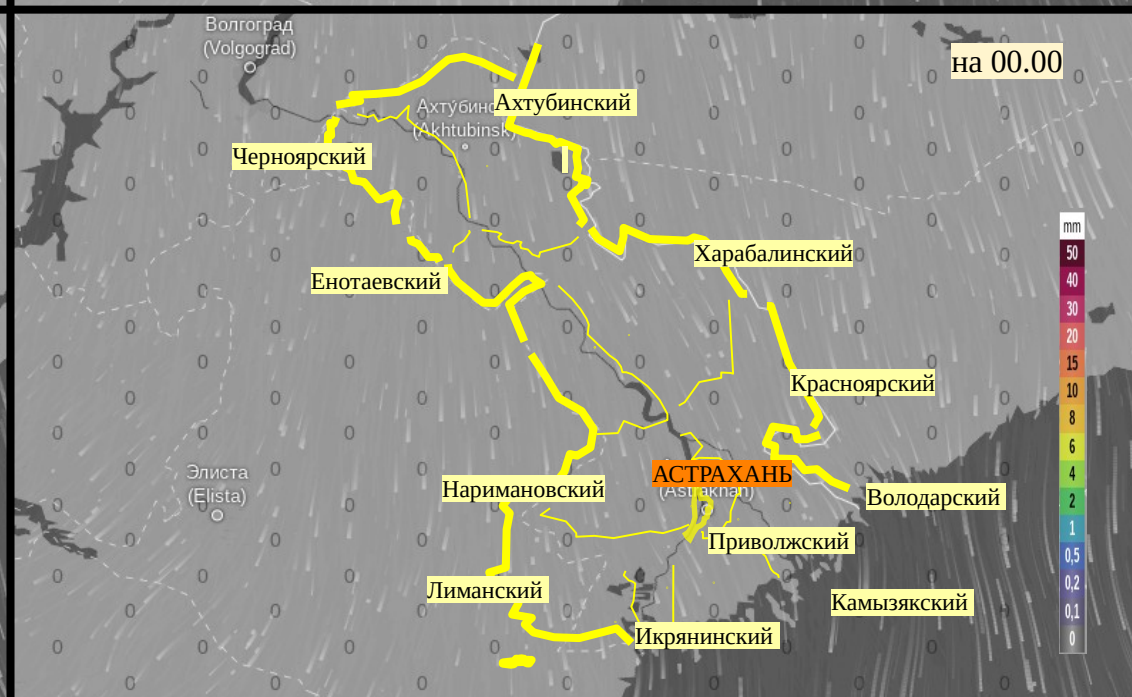 Волгоград
(Volgograd)
на 00.00
Ахтубинский
(Akhtubinsk)
Черноярский
Харабалинский
Енотаевский
Красноярский
Элиста
(Elista)
АСТРАХАНЬ
(Astrakhan)
Нариманoвский
Володарский
Приволжский
Лиманский
Камызякский
Икрянинский
mm
50
40
30
20
15
10
8
6
4
2
1
0,5
0,2
0,1
0